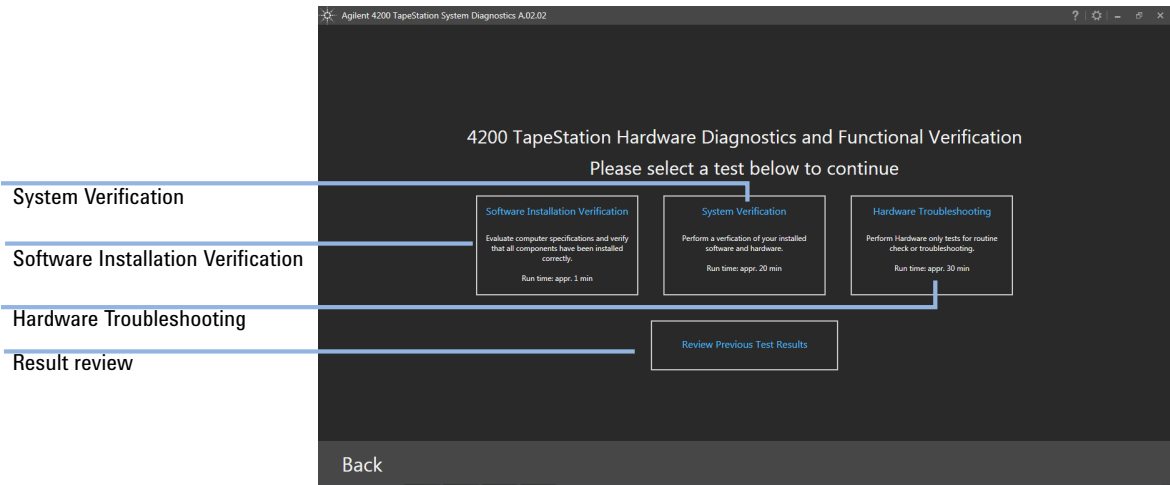 Agilent 4200 TapeStation System Diagnostics A.02.02
?
4200 TapeStation Hardware Diagnostics and Functional Verification
Please select a test below to continue
System Verification
Software Installation Verification
Hardware Troubleshooting
Result review
Software Installation Verification
Evaluate computer specifications and verify
that all components have been installed
correctly.
Run time: appr. 1 min
System Verification
Perform a verfication of your installed
software and hardware.
Run time: appr. 20 min
Hardware Troubleshooting
Perform Hardware only tests for routine
check or troubleshooting.
Run time: appr. 30 min
Review Previous Test Results
Back